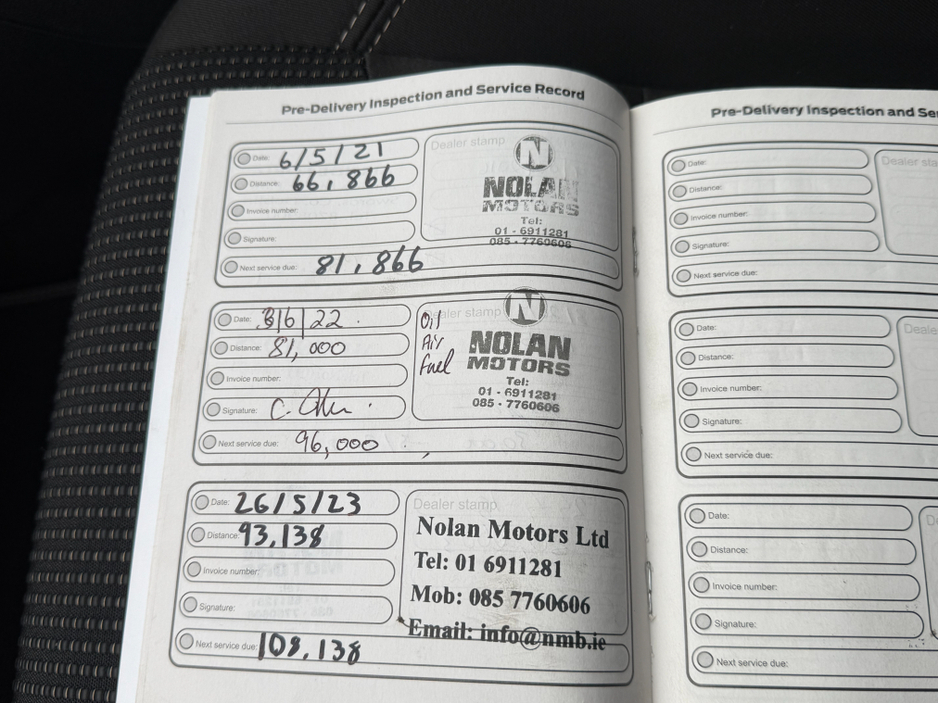 Pre-Delivery Inspection and Service Record
Date: 6/5/21
Distance: 66,866
Invoice number:
Signature:
Next service due: 81,866
Dealer stamp
N
NOLAN
MOTORS
Tel:
01 - 6911281
085 - 7760606
Date: 3/6/22
Distance: 81,000
Invoice number:
Signature: C.
Next service due: 96,000
Oil
Air
Fuel
Dealer stamp
N
NOLAN
MOTORS
Tel:
01 - 6911281
085 - 7760606
Date: 26/5/23
Distance: 93,138
Invoice number:
Signature:
Next service due: 108,138
Dealer stamp
Nolan Motors Ltd
Tel: 01 6911281
Mob: 085 7760606
Email: info@nmb.ie
Pre-Delivery Inspection and Se
Date:
Distance:
Invoice number:
Signature:
Next service due:
Dealer sta
Date:
Distance:
Invoice number:
Signature:
Next service due:
Deale
Date:
Distance:
Invoice number:
Signature:
Next service due:
D